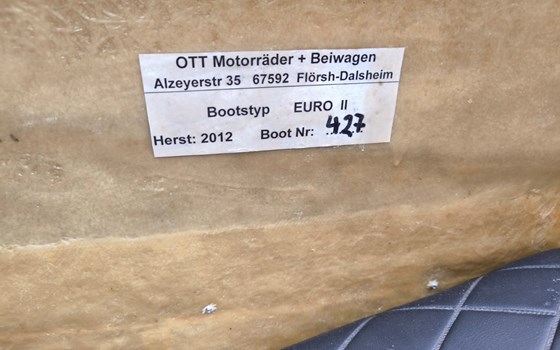 OTT Motorräder + Beiwagen
Alzeyerstr 35 67592 Flörsh-Dalsheim
Bootstyp EURO II
Herst: 2012 Boot Nr: 427